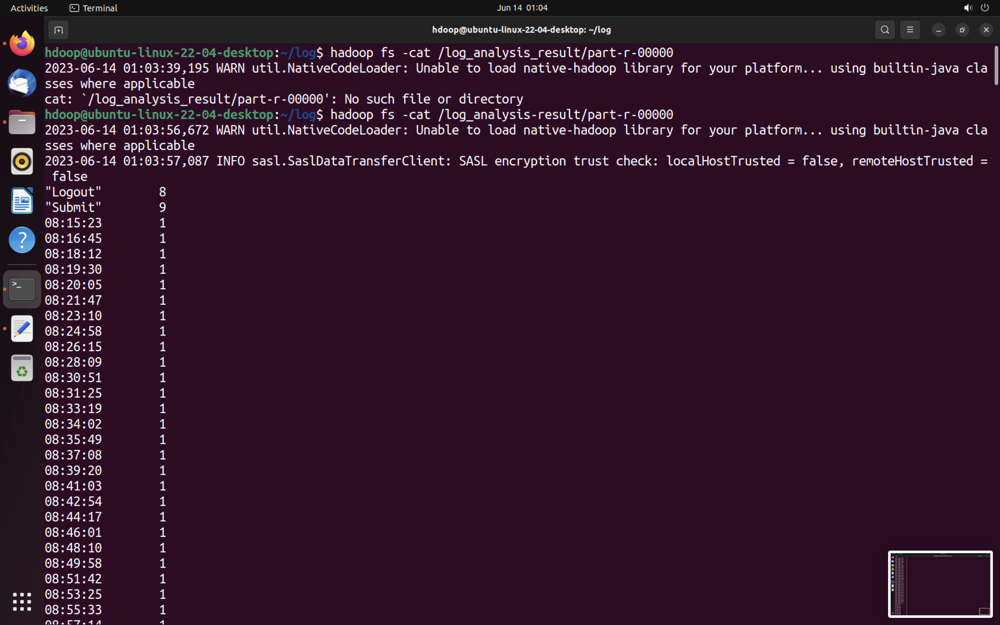 Activities
Terminal
Jun 14 01:04
hdoop@ubuntu-linux-22-04-desktop: ~/log
hdoop@ubuntu-linux-22-04-desktop:~/log$ hadoop fs -cat /log_analysis_result/part-r-00000
2023-06-14 01:03:39,195 WARN util.NativeCodeLoader: Unable to load native-hadoop library for your platform... using builtin-java cla
sses where applicable
cat: `/log_analysis_result/part-r-00000': No such file or directory
hdoop@ubuntu-linux-22-04-desktop:~/log$ hadoop fs -cat /log_analysis-result/part-r-00000
2023-06-14 01:03:56,672 WARN util.NativeCodeLoader: Unable to load native-hadoop library for your platform... using builtin-java cla
sses where applicable
2023-06-14 01:03:57,087 INFO sasl.SaslDataTransferClient: SASL encryption trust check: localHostTrusted = false, remoteHostTrusted =
false
"Logout" 8
"Submit" 9
08:15:23 1
08:16:45 1
08:18:12 1
08:19:30 1
08:20:05 1
08:21:47 1
08:23:10 1
08:24:58 1
08:26:15 1
08:28:09 1
08:30:51 1
08:31:25 1
08:33:19 1
08:34:02 1
08:35:49 1
08:37:08 1
08:39:20 1
08:41:03 1
08:42:54 1
08:44:17 1
08:46:01 1
08:48:10 1
08:49:58 1
08:51:42 1
08:53:25 1
08:55:33 1
08:57:14 1